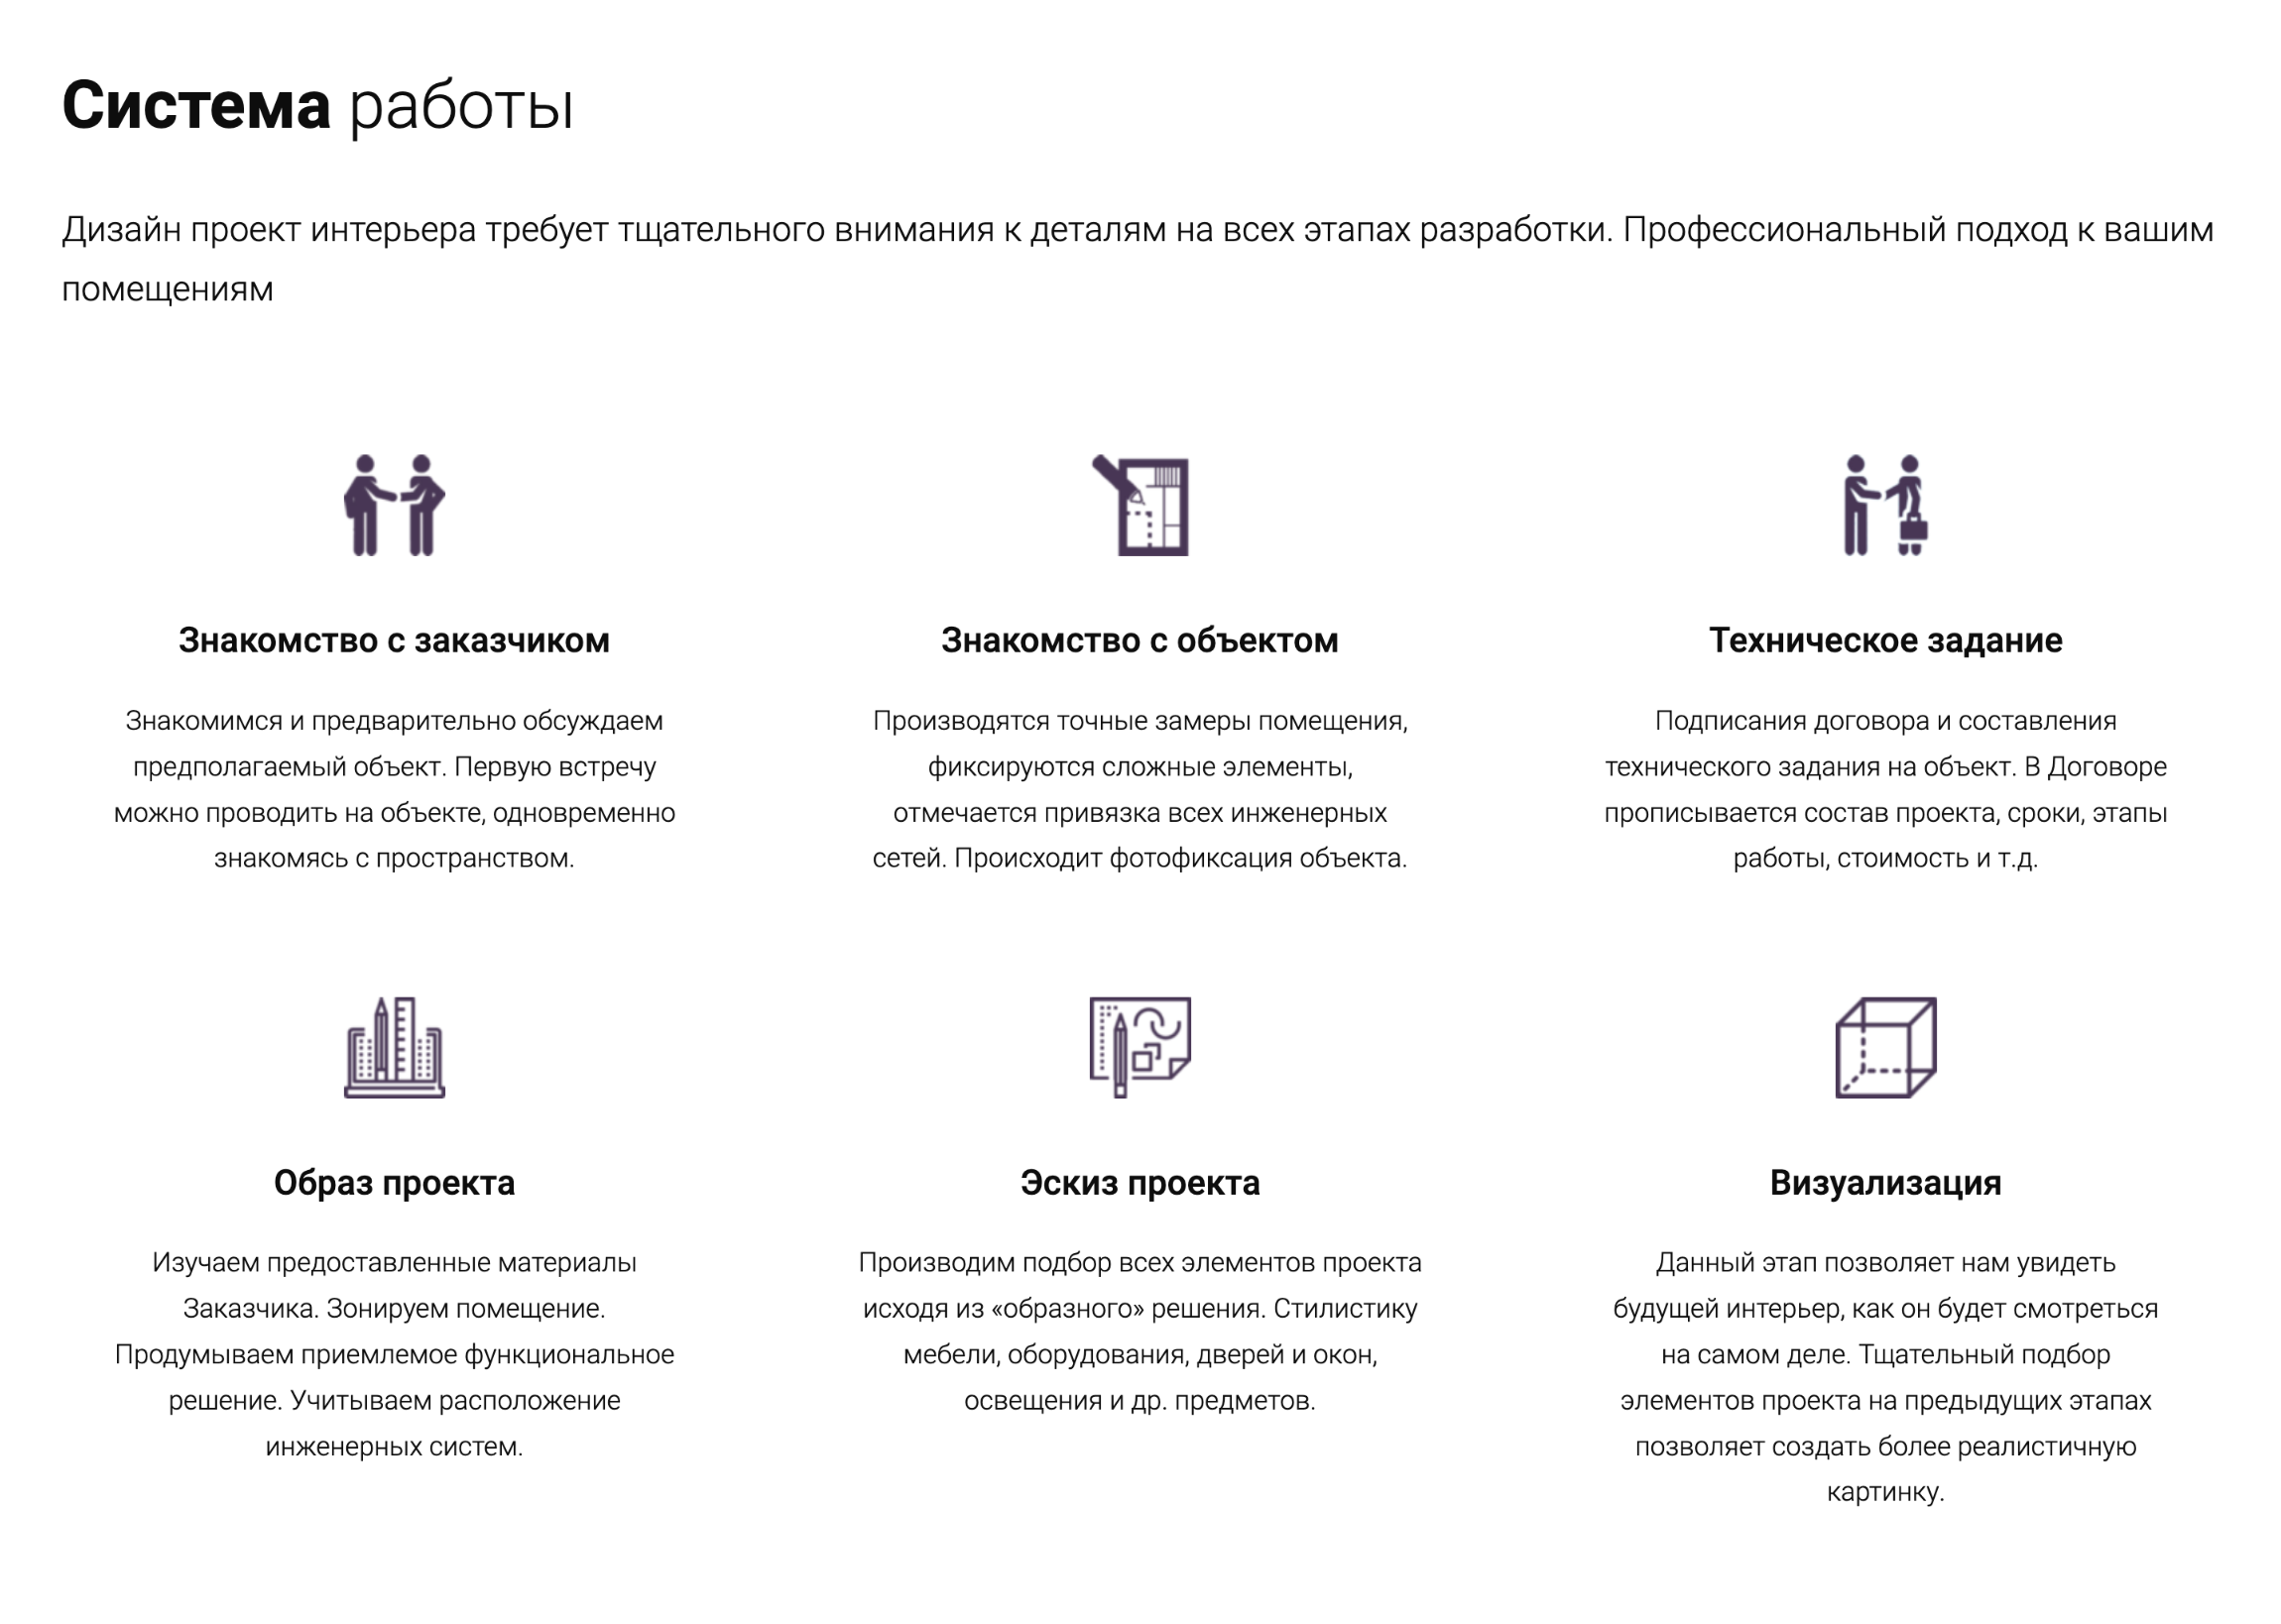 Система работы
Дизайн проект интерьера требует тщательного внимания к деталям на всех этапах разработки. Профессиональный подход к вашим
помещениям
Знакомство с заказчиком
Знакомимся и предварительно обсуждаем
предполагаемый объект. Первую встречу
можно проводить на объекте, одновременно
знакомясь с пространством.
Знакомство с объектом
Производятся точные замеры помещения,
фиксируются сложные элементы,
отмечается привязка всех инженерных
сетей. Происходит фотофиксация объекта.
Техническое задание
Подписания договора и составления
технического задания на объект. В Договоре
прописывается состав проекта, сроки, этапы
работы, стоимость и т.д.
Образ проекта
Изучаем предоставленные материалы
Заказчика. Зонируем помещение.
Продумываем приемлемое функциональное
решение. Учитываем расположение
инженерных систем.
Эскиз проекта
Производим подбор всех элементов проекта
исходя из «образного» решения. Стилистику
мебели, оборудования, дверей и окон,
освещения и др. предметов.
Визуализация
Данный этап позволяет нам увидеть
будущей интерьер, как он будет смотреться
на самом деле. Тщательный подбор
элементов проекта на предыдущих этапах
позволяет создать более реалистичную
картинку.